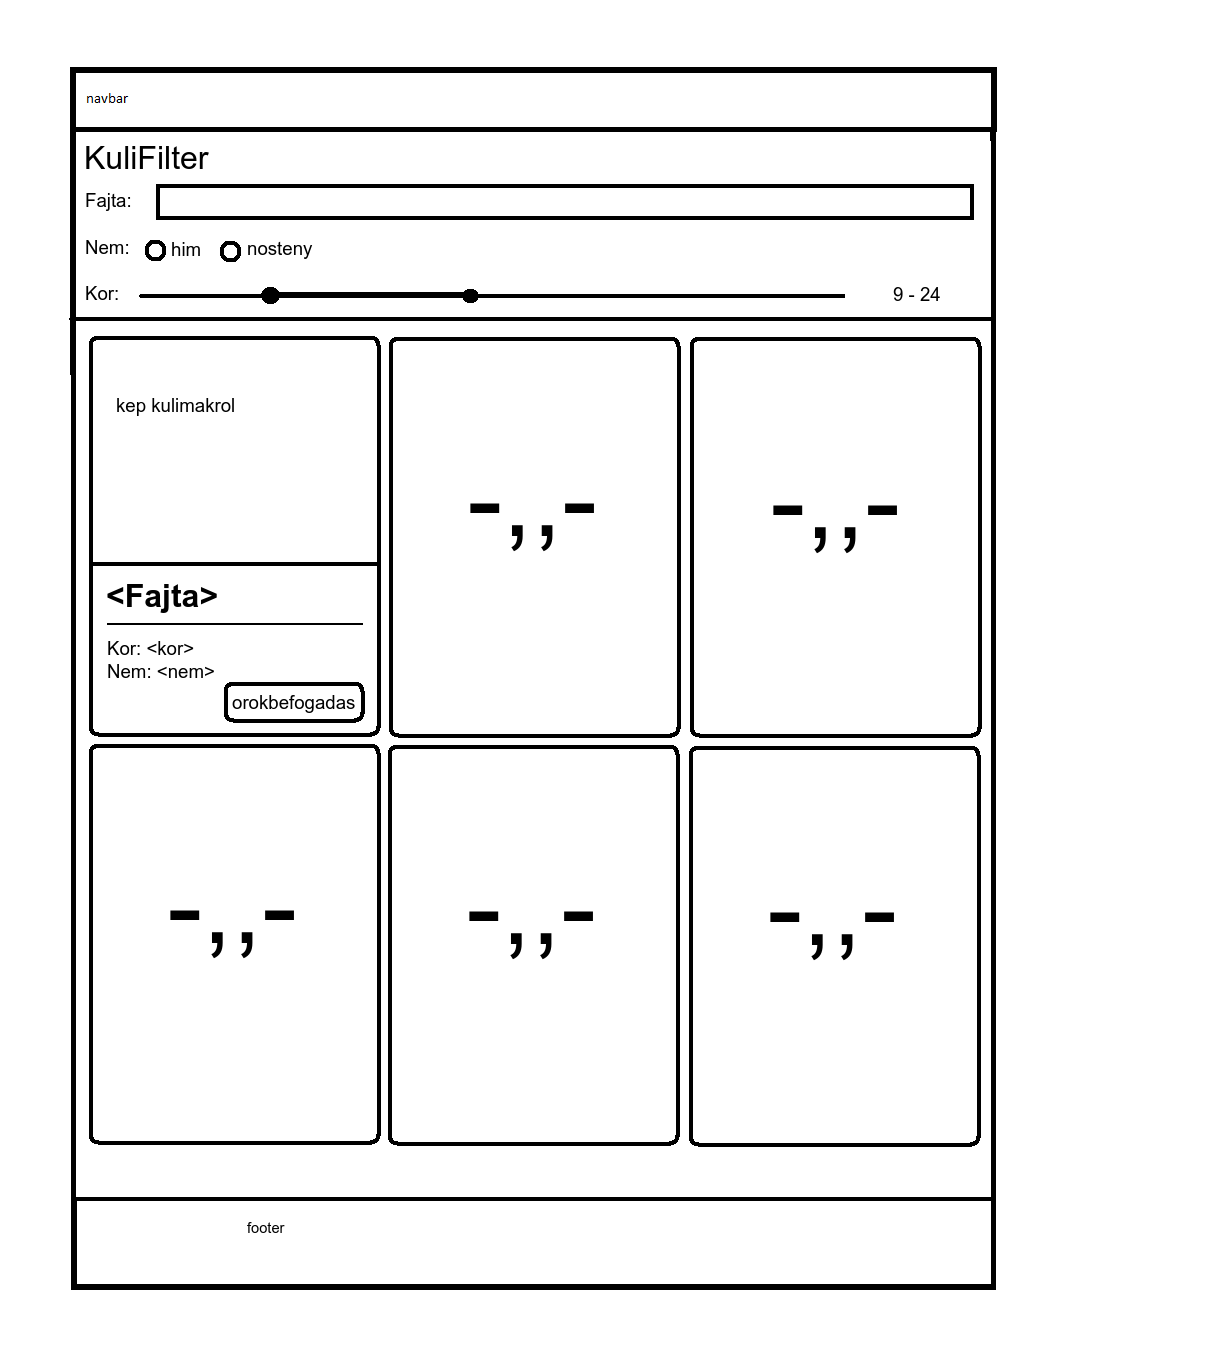 navbar
KuliFilter
Fajta:
Nem: him nosteny
Kor: 9 - 24
kep kulimakrol
<Fajta>
Kor: <kor>
Nem: <nem>
orokbefogadas
-,,-
-,,-
-,,-
-,,-
-,,-
footer